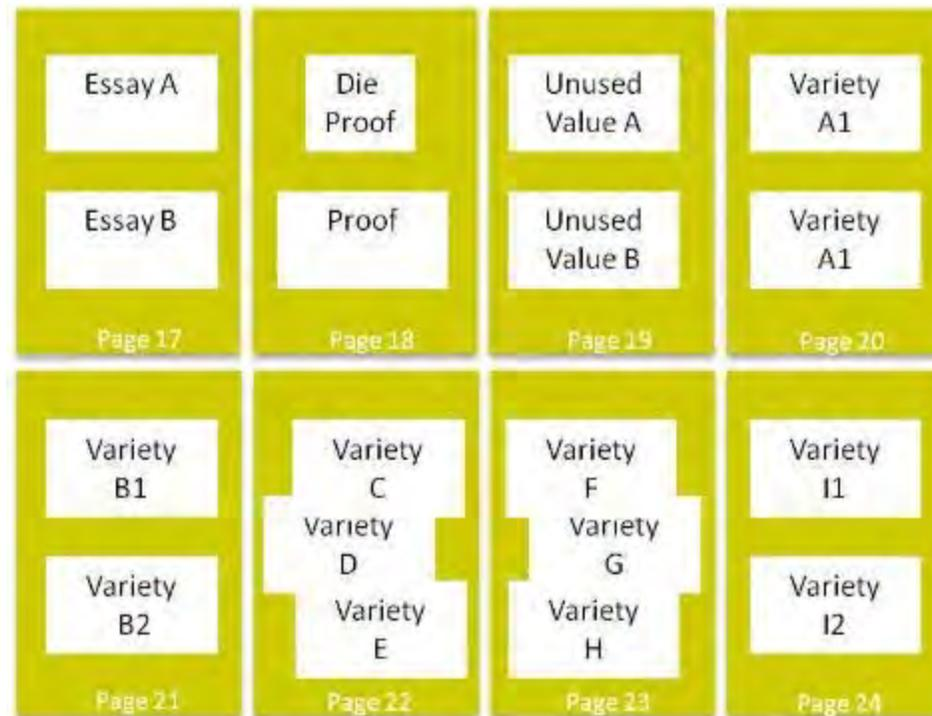 Essay A
Essay B
Page 17
Die
Proof
Proof
Page 18
Unused
Value A
Unused
Value B
Page 19
Variety
A1
Variety
A1
Page 20
Variety
B1
Variety
B2
Page 21
Variety
C
Variety
D
Variety
E
Page 22
Variety
F
Variety
G
Variety
H
Page 23
Variety
I1
Variety
I2
Page 24